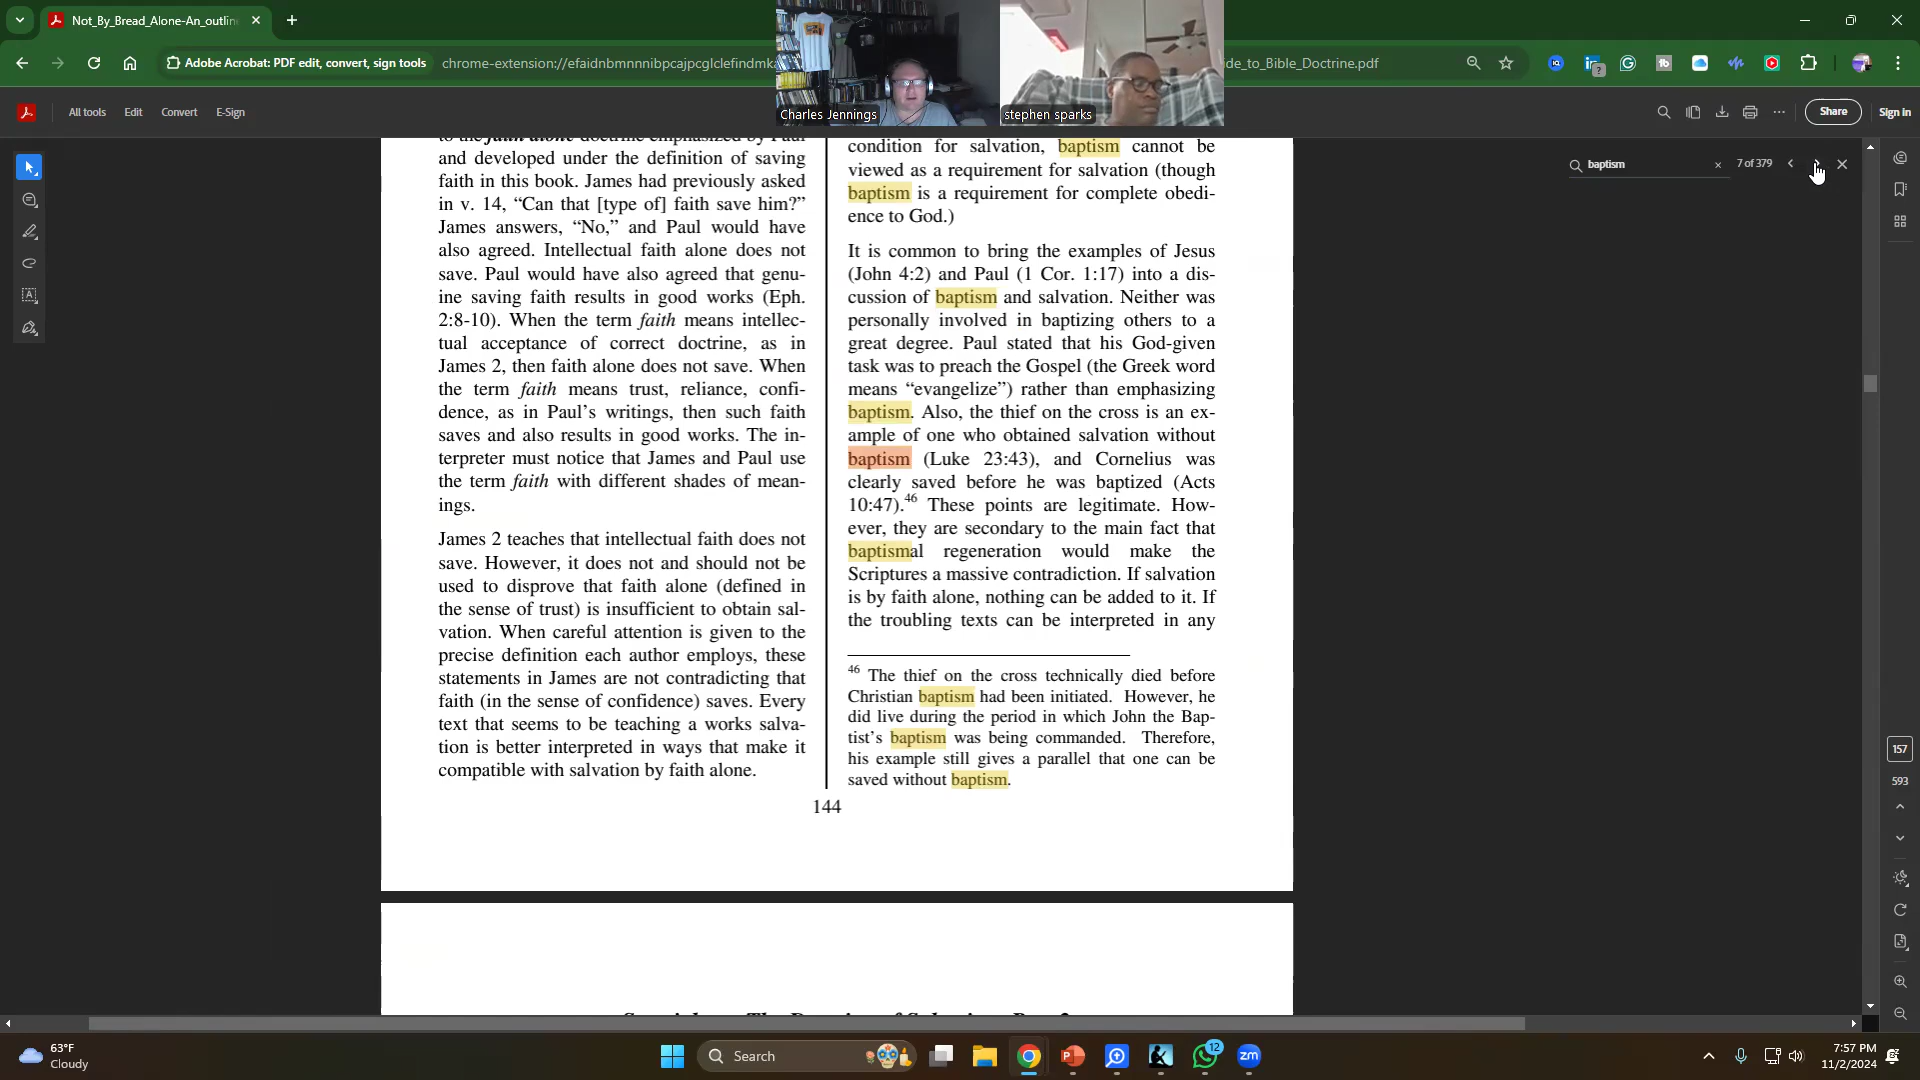 Not_By_Bread_Alone-An_outlin
Adobe Acrobat: PDF edit, convert, sign tools
chrome-extension://efaidnbmnnnibpcajpcglclefindmka
de_to_Bible_Doctrine.pdf
Charles Jennings
stephen sparks
All tools
Edit
Convert
E-Sign
Share
Sign in
baptism
7 of 379
to the faith alone doctrine emphasized by Paul
and developed under the definition of saving
faith in this book. James had previously asked
in v. 14, “Can that [type of] faith save him?”
James answers, “No,” and Paul would have
also agreed. Intellectual faith alone does not
save. Paul would have also agreed that genu-
ine saving faith results in good works (Eph.
2:8-10). When the term faith means intellec-
tual acceptance of correct doctrine, as in
James 2, then faith alone does not save. When
the term faith means trust, reliance, confi-
dence, as in Paul’s writings, then such faith
saves and also results in good works. The in-
terpreter must notice that James and Paul use
the term faith with different shades of mean-
ings.
James 2 teaches that intellectual faith does not
save. However, it does not and should not be
used to disprove that faith alone (defined in
the sense of trust) is insufficient to obtain sal-
vation. When careful attention is given to the
precise definition each author employs, these
statements in James are not contradicting that
faith (in the sense of confidence) saves. Every
text that seems to be teaching a works salva-
tion is better interpreted in ways that make it
compatible with salvation by faith alone.
condition for salvation, baptism cannot be
viewed as a requirement for salvation (though
baptism is a requirement for complete obedi-
ence to God.)
It is common to bring the examples of Jesus
(John 4:2) and Paul (1 Cor. 1:17) into a dis-
cussion of baptism and salvation. Neither was
personally involved in baptizing others to a
great degree. Paul stated that his God-given
task was to preach the Gospel (the Greek word
means “evangelize”) rather than emphasizing
baptism. Also, the thief on the cross is an ex-
ample of one who obtained salvation without
baptism (Luke 23:43), and Cornelius was
clearly saved before he was baptized (Acts
10:47).46 These points are legitimate. How-
ever, they are secondary to the main fact that
baptismal regeneration would make the
Scriptures a massive contradiction. If salvation
is by faith alone, nothing can be added to it. If
the troubling texts can be interpreted in any
46 The thief on the cross technically died before
Christian baptism had been initiated. However, he
did live during the period in which John the Bap-
tist’s baptism was being commanded. Therefore,
his example still gives a parallel that one can be
saved without baptism.
144
157
593
63°F
Cloudy
Search
12
zm
7:57 PM
11/2/2024